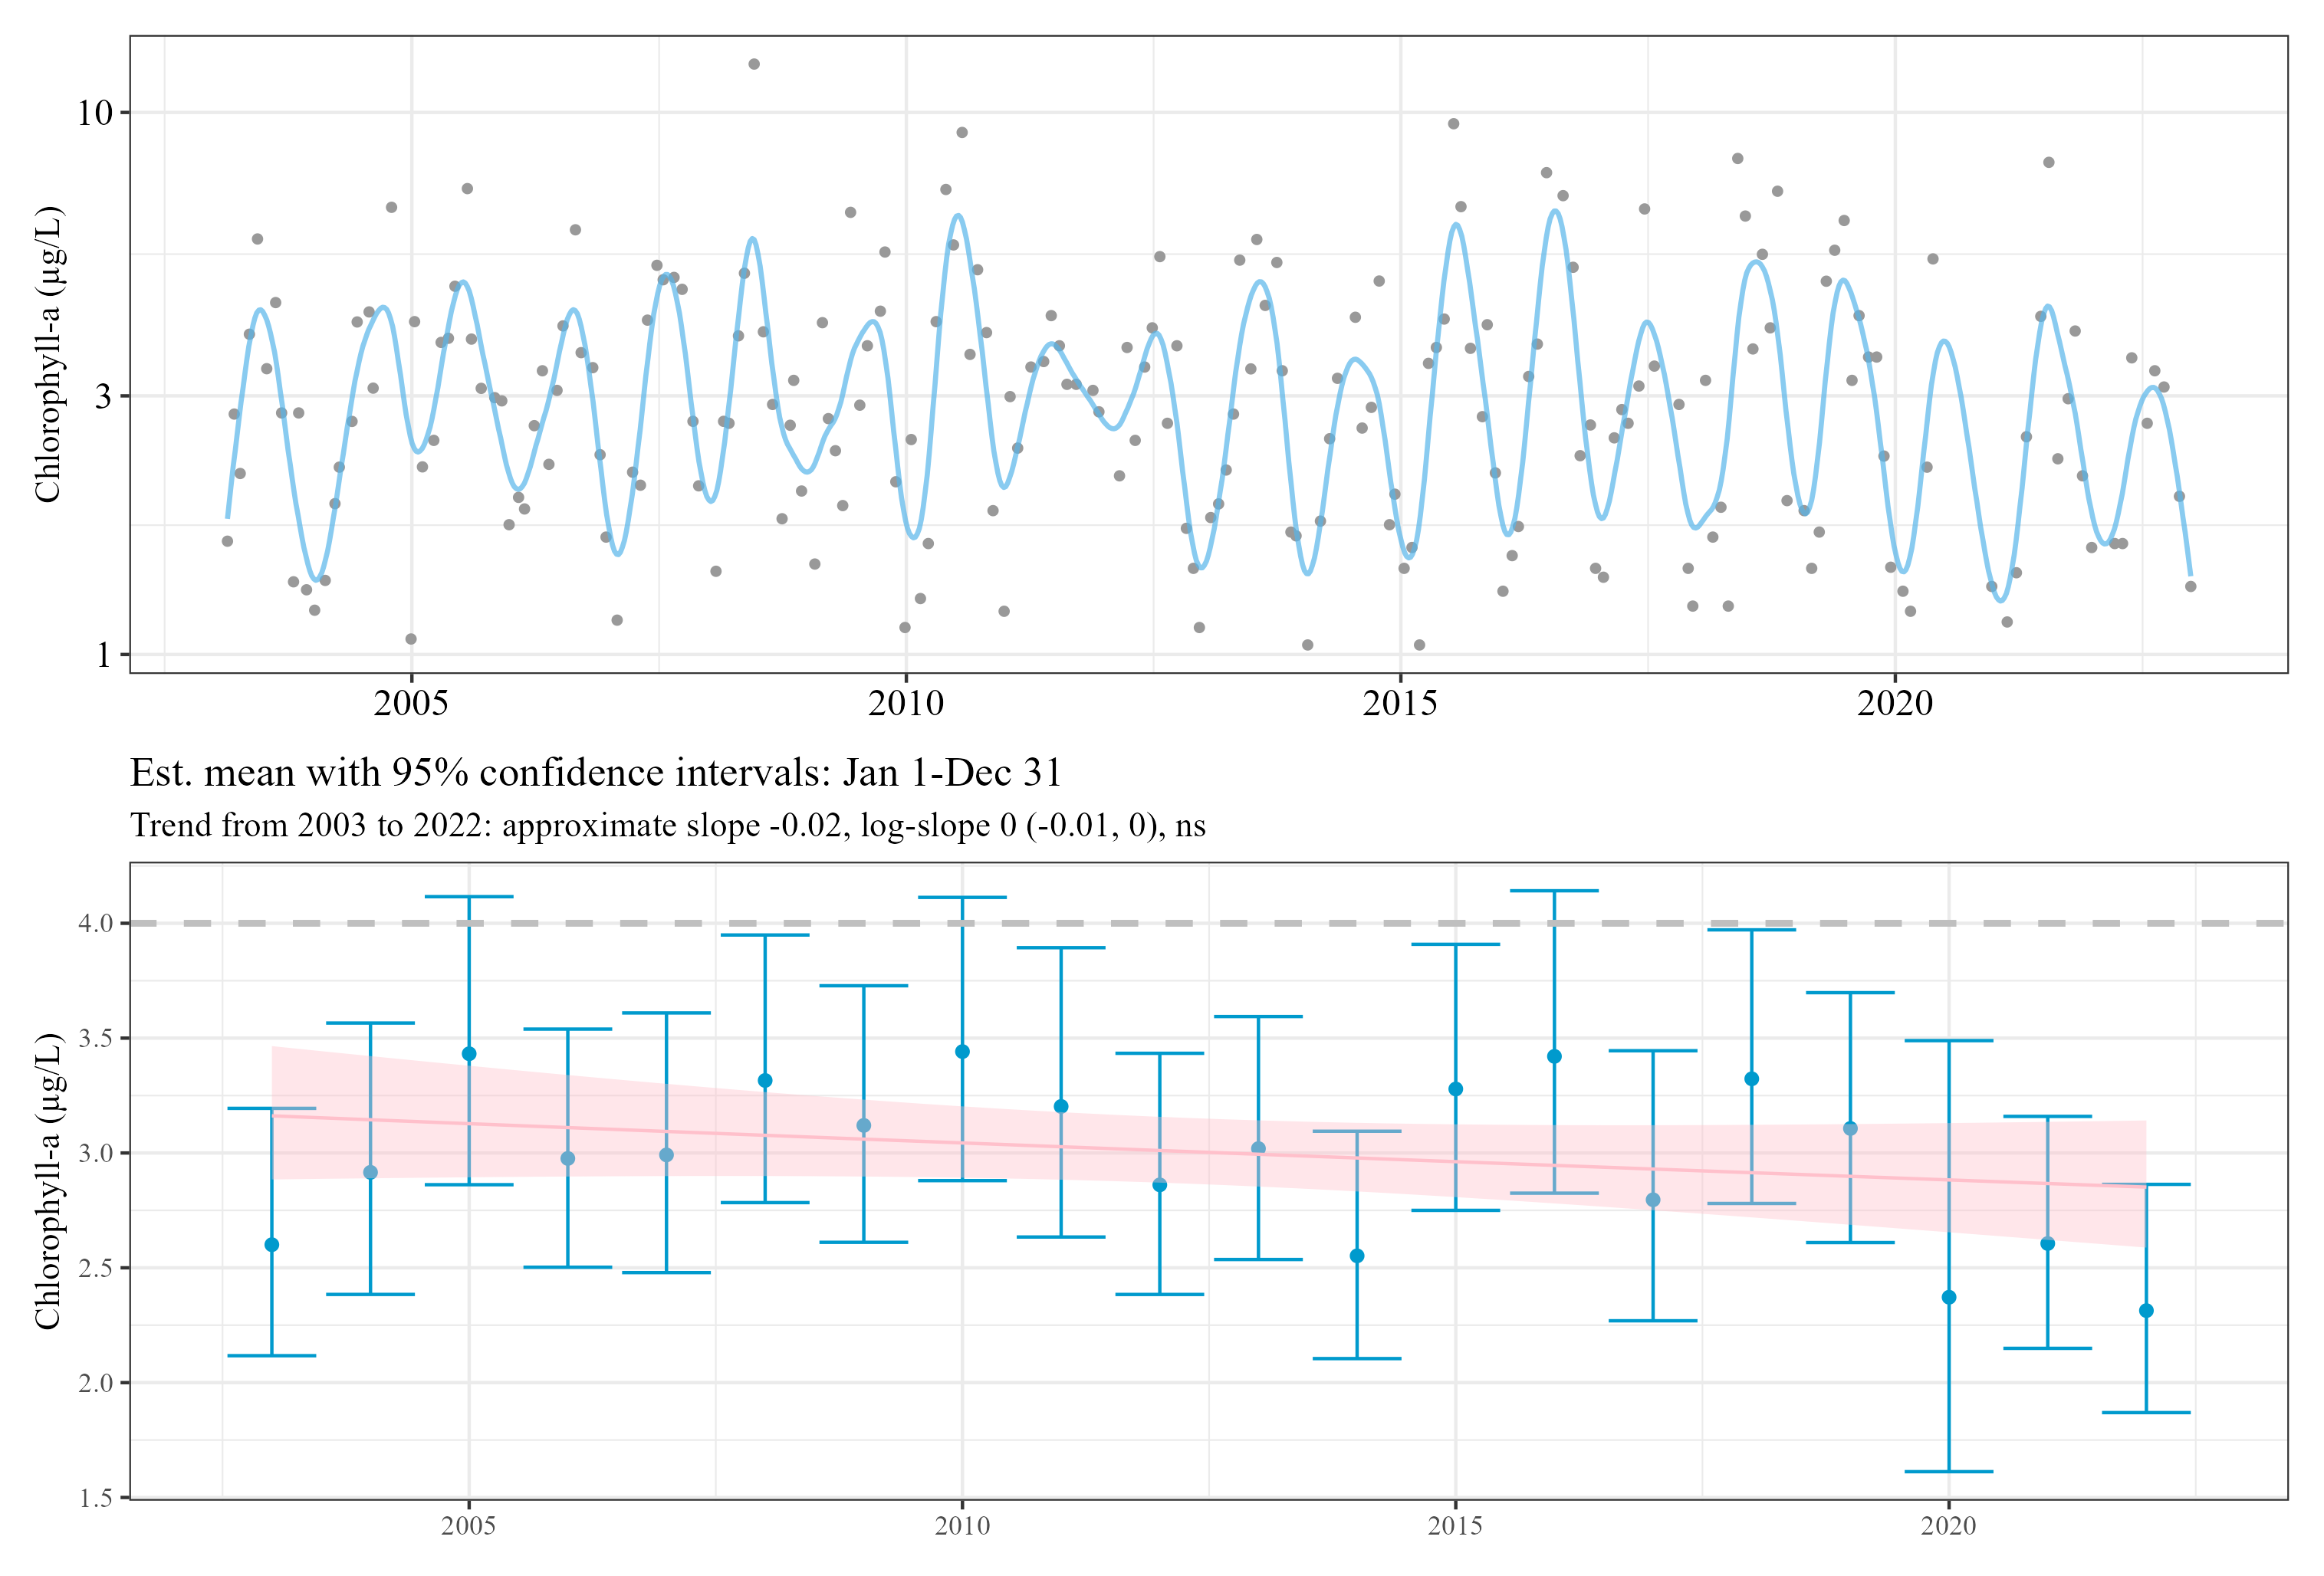 Chlorophyll-a (µg/L)
10
3
1
2005 2010 2015 2020
Est. mean with 95% confidence intervals: Jan 1-Dec 31
Trend from 2003 to 2022: approximate slope -0.02, log-slope 0 (-0.01, 0), ns
Chlorophyll-a (µg/L)
4.0
3.5
3.0
2.5
2.0
1.5
2005 2010 2015 2020